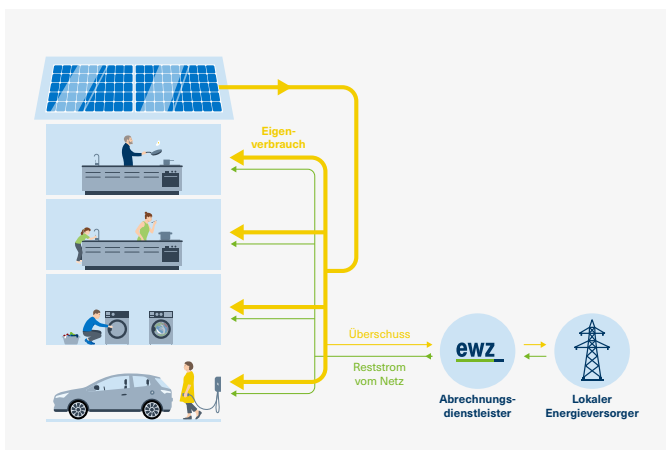 Eigen-
verbrauch
Überschuss
Reststrom
vom Netz
ewz
Abrechnungs-
dienstleister
Lokaler
Energieversorger